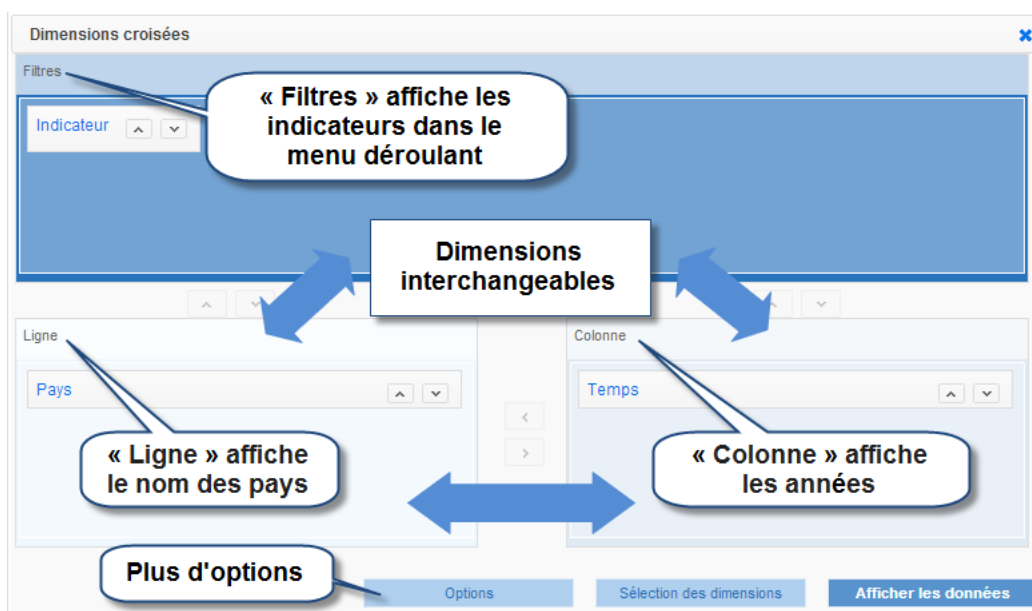 Dimensions croisées
Filtres
« Filtres » affiche les
indicateurs dans le
menu déroulant
Indicateur
Dimensions
interchangeables
Ligne
Colonne
Pays
Temps
« Ligne » affiche
le nom des pays
« Colonne » affiche
les années
Plus d'options
Options
Sélection des dimensions
Afficher les données